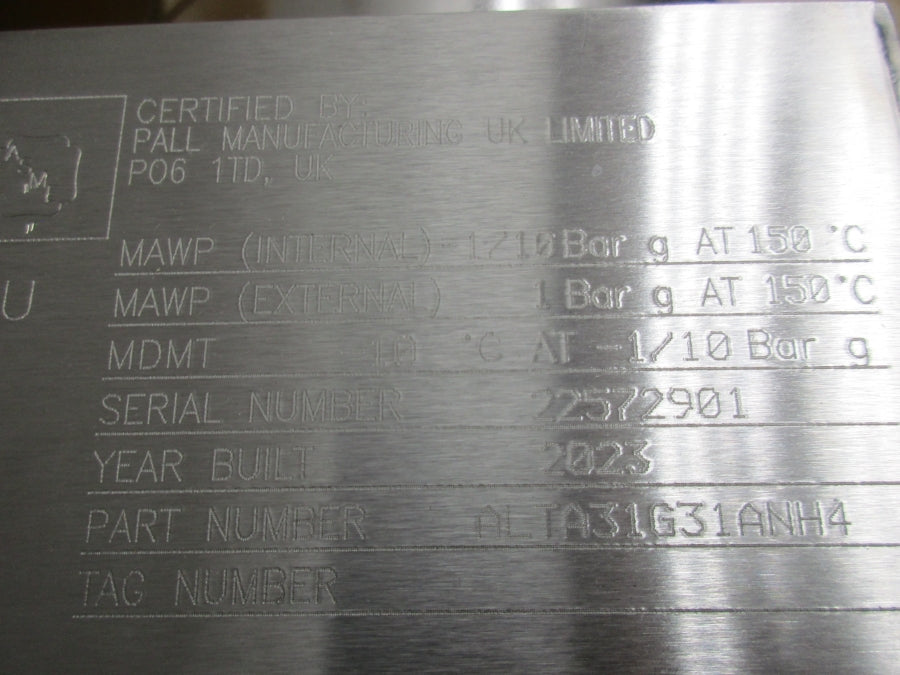 CERTIFIED BY:
PALL MANUFACTURING UK LIMITED
PO6 1TD, UK
M
U
MAWP (INTERNAL) -1/10 Bar g AT 150 °C
MAWP (EXTERNAL) 1 Bar g AT 150°C
MDMT 10 °C AT -1/10 Bar g
SERIAL NUMBER 22572901
YEAR BUILT 2023
PART NUMBER ALTA31G31ANH4
TAG NUMBER